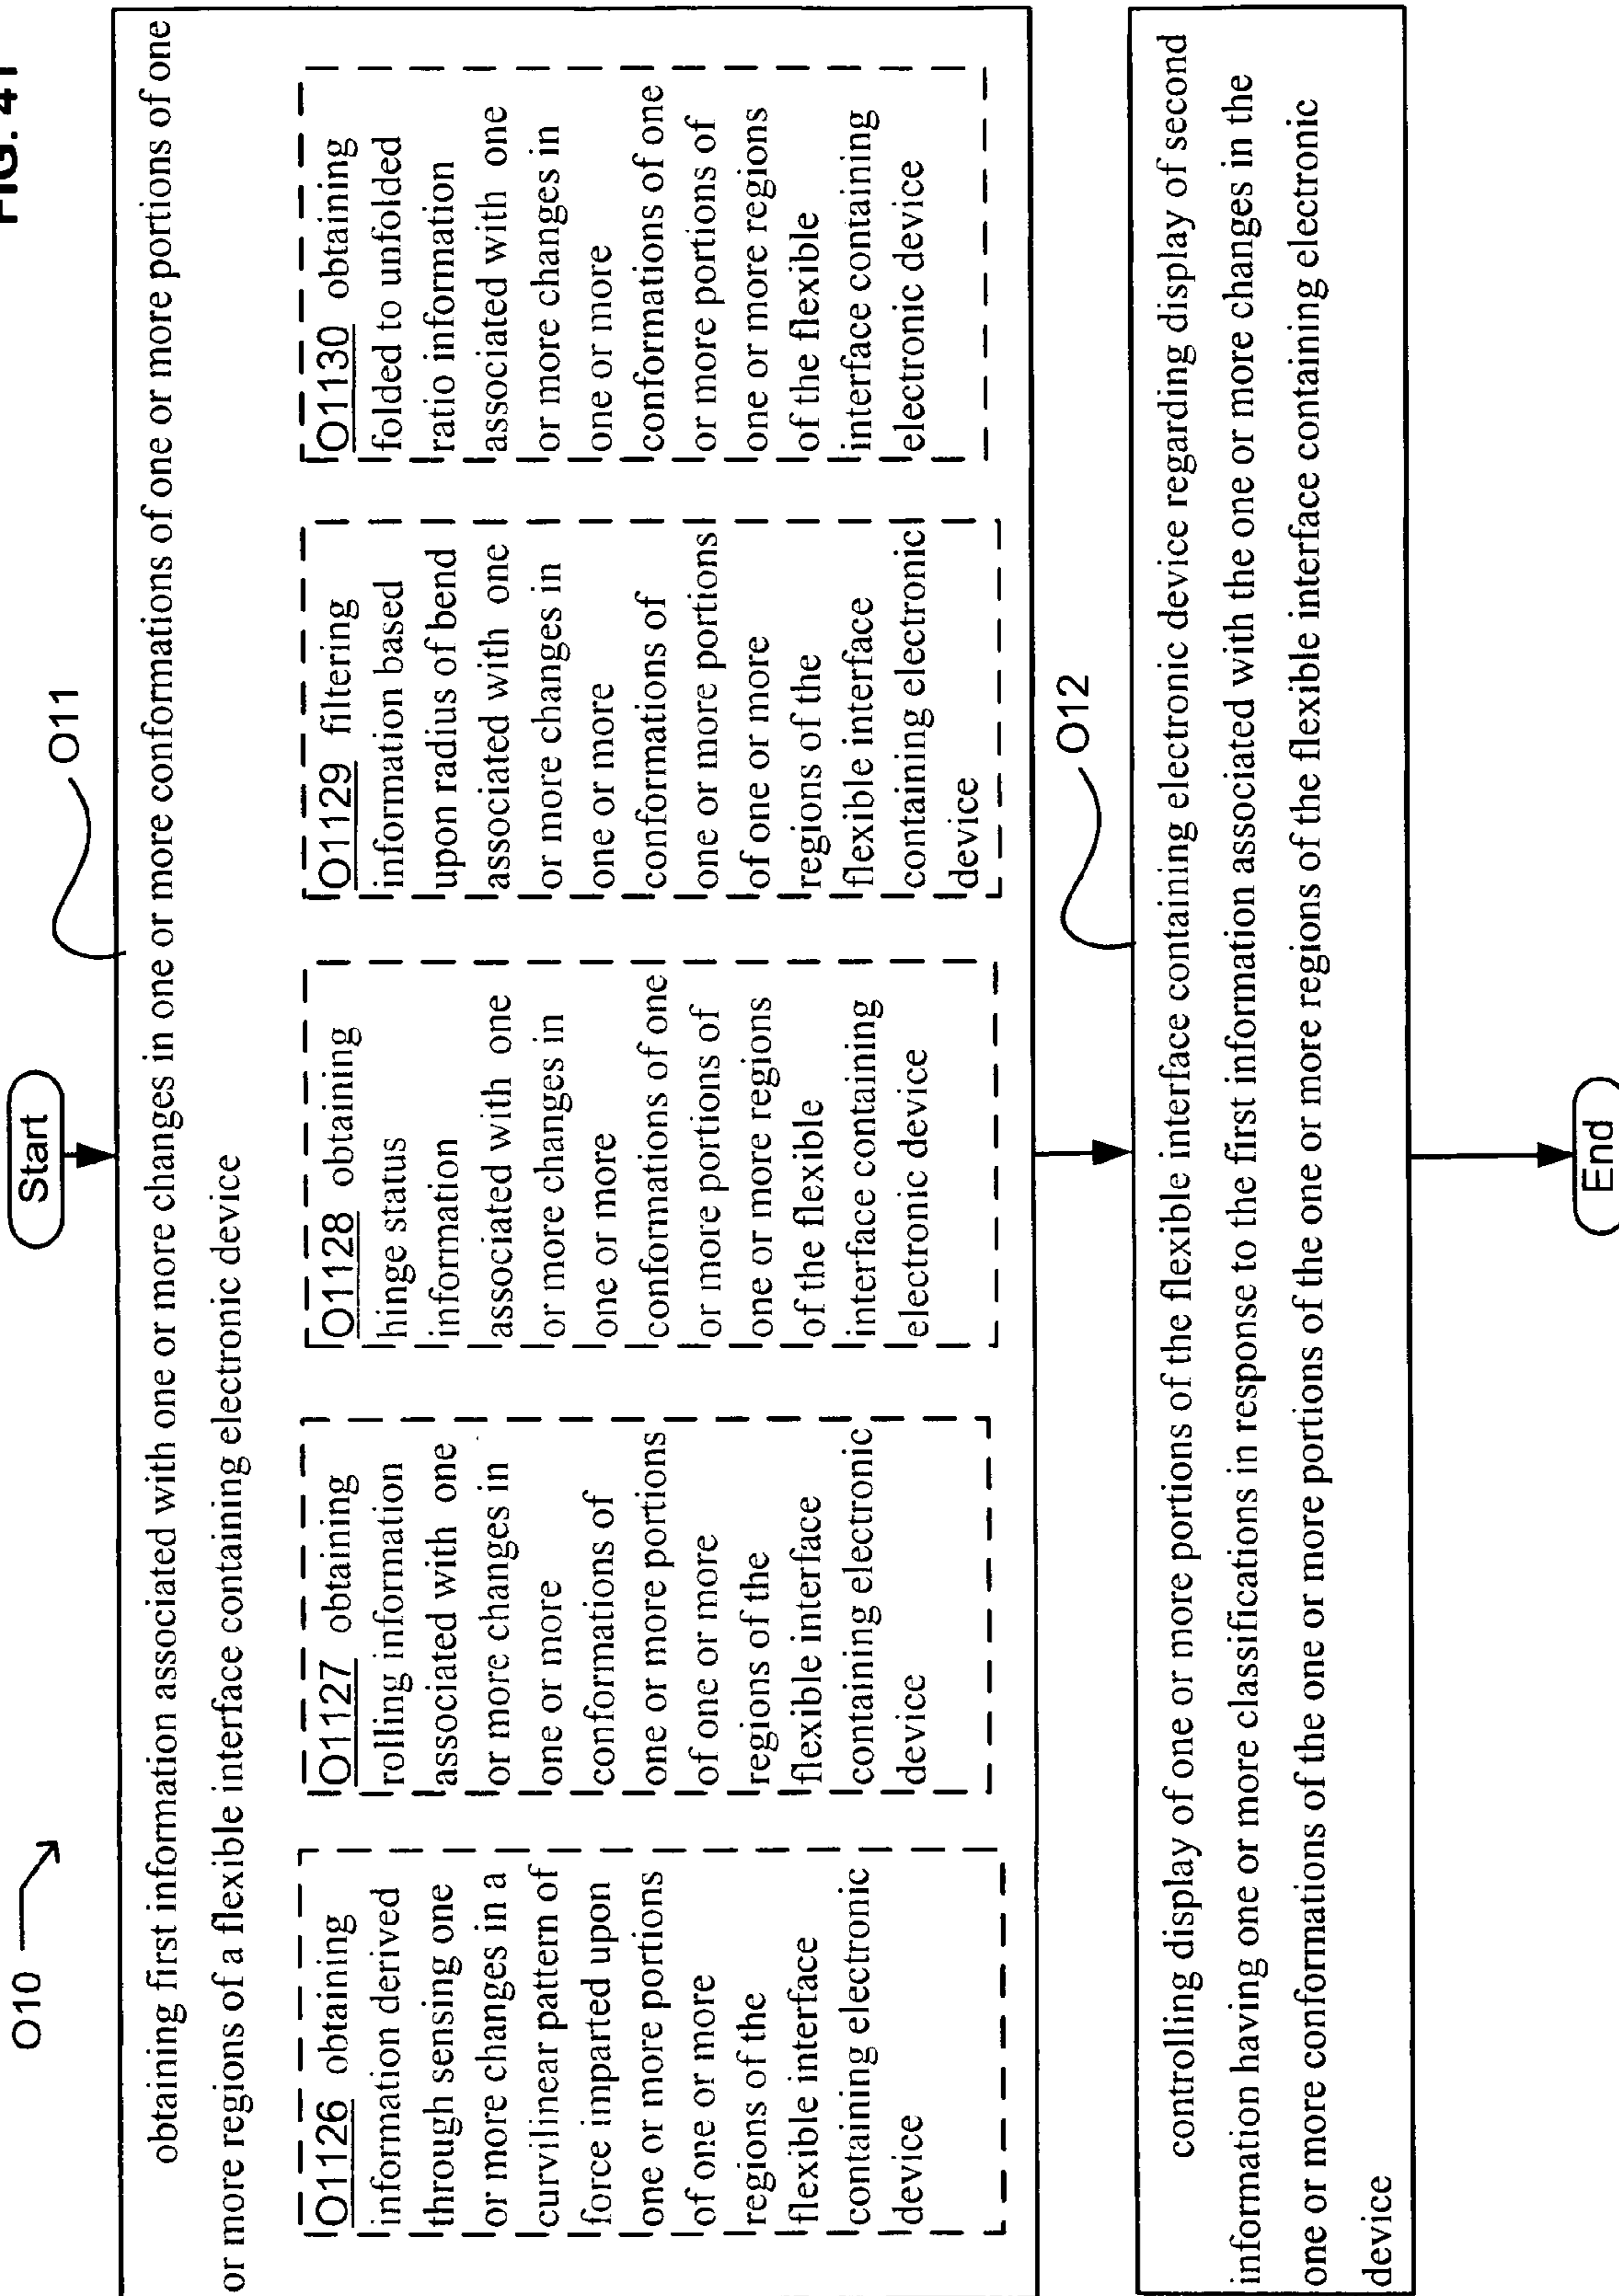 FIG. 41
O10
Start
O11
obtaining first information associated with one or more changes in one or more conformations of one or more portions of one
or more regions of a flexible interface containing electronic device
O1126 obtaining
information derived
through sensing one
or more changes in a
curvilinear pattern of
force imparted upon
one or more portions
of one or more
regions of the
flexible interface
containing electronic
device
O1127 obtaining
rolling information
associated with one
or more changes in
one or more
conformations of
one or more portions
of one or more
regions of the
flexible interface
containing electronic
device
O1128 obtaining
hinge status
information
associated with one
or more changes in
one or more
conformations of one
or more portions of
one or more regions
of the flexible
interface containing
electronic device
O1129 filtering
information based
upon radius of bend
associated with one
or more changes in
one or more
conformations of
one or more portions
of one or more
regions of the
flexible interface
containing electronic
device
O1130 obtaining
folded to unfolded
ratio information
associated with one
or more changes in
one or more
conformations of one
or more portions of
one or more regions
of the flexible
interface containing
electronic device
O12
controlling display of one or more portions of the flexible interface containing electronic device regarding display of second
information having one or more classifications in response to the first information associated with the one or more changes in the
one or more conformations of the one or more portions of the one or more regions of the flexible interface containing electronic
device
End